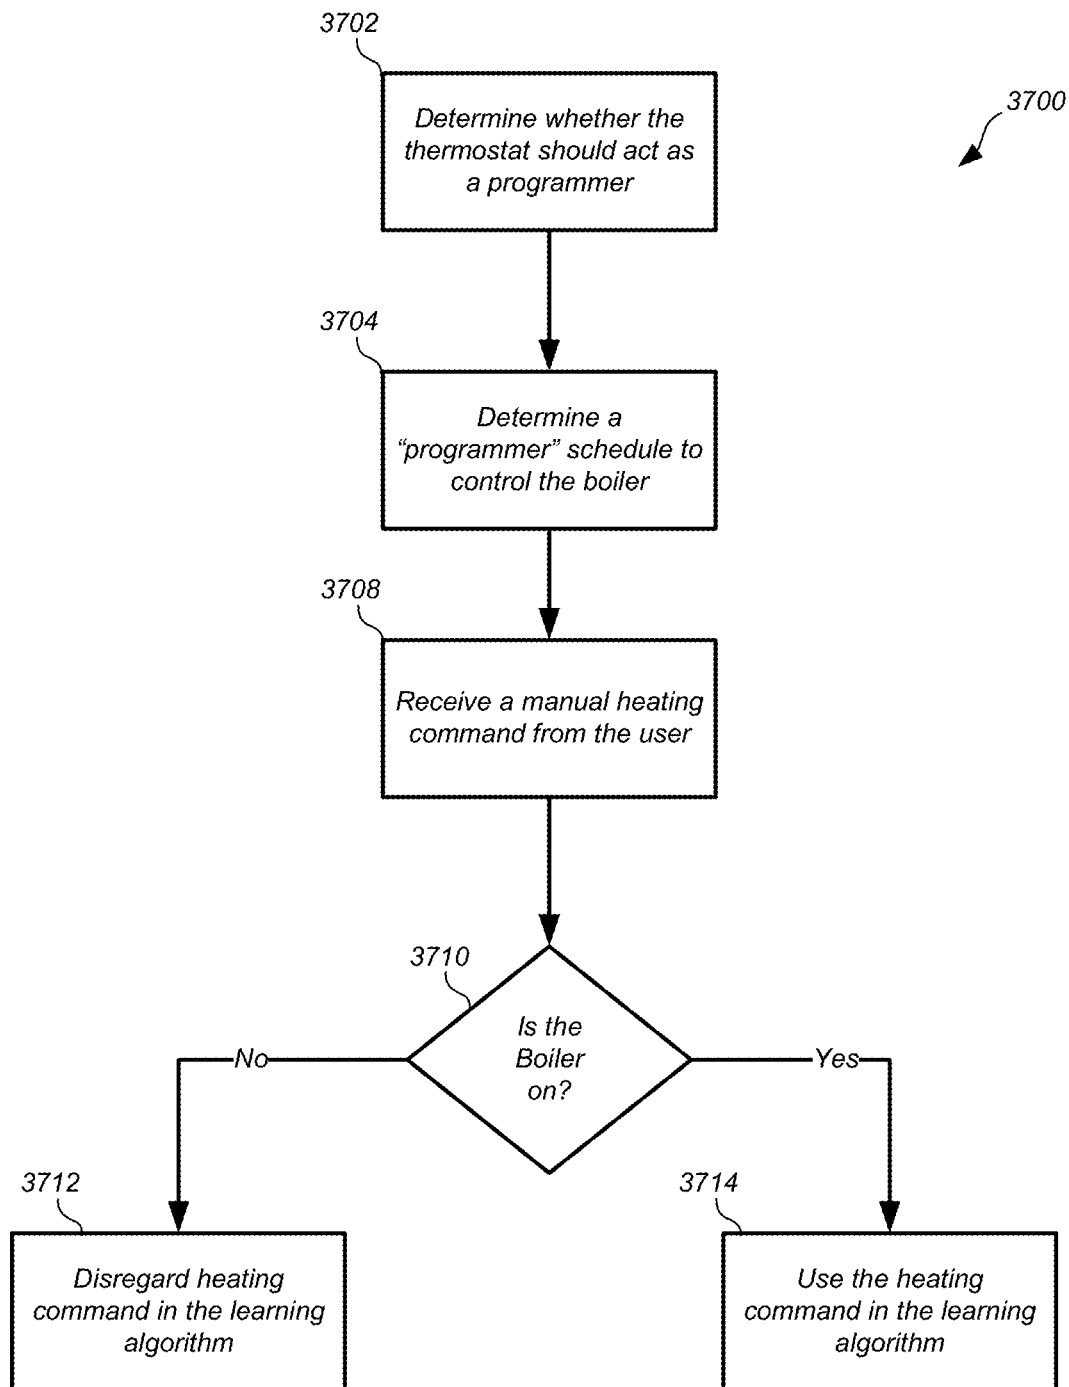 3702
Determine whether the
thermostat should act as
a programmer
3700
3704
Determine a
“programmer” schedule to
control the boiler
3708
Receive a manual heating
command from the user
3710
Is the
Boiler
on?
No
Yes
3712
Disregard heating
command in the learning
algorithm
3714
Use the heating
command in the learning
algorithm